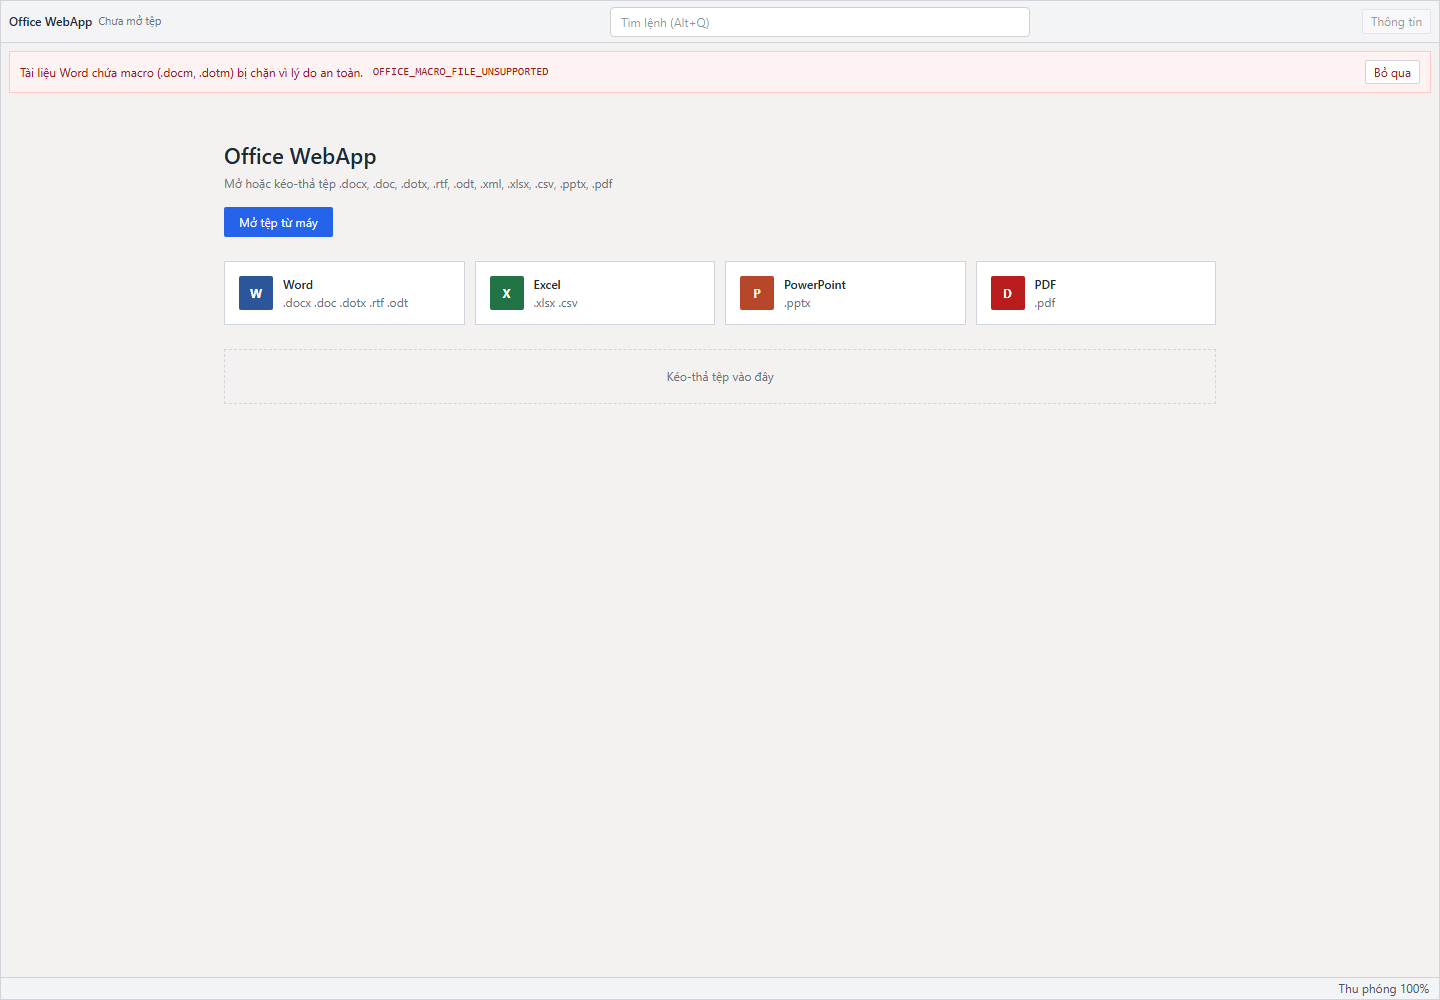 Office WebApp Chưa mở tệp
Tìm lệnh (Alt+Q)
Thông tin
Tài liệu Word chứa macro (.docm, .dotm) bị chặn vì lý do an toàn. OFFICE_MACRO_FILE_UNSUPPORTED
Bỏ qua
Office WebApp
Mở hoặc kéo-thả tệp .docx, .doc, .dotx, .rtf, .odt, .xml, .xlsx, .csv, .pptx, .pdf
Mở tệp từ máy
W
Word
.docx .doc .dotx .rtf .odt
X
Excel
.xlsx .csv
P
PowerPoint
.pptx
D
PDF
.pdf
Kéo-thả tệp vào đây
Thu phóng 100%